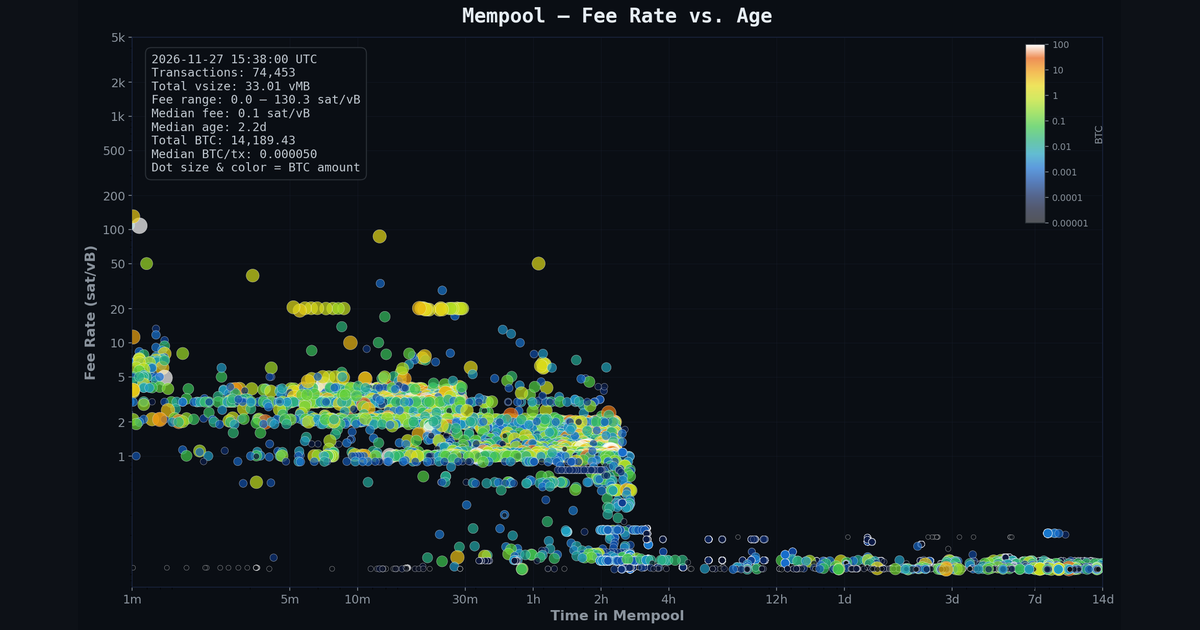 Mempool — Fee Rate vs. Age
5k
2k
1k
500
200
100
50
20
10
5
2
1
Fee Rate (sat/vB)
2026-11-27 15:38:00 UTC
Transactions: 74,453
Total vsize: 33.01 vMB
Fee range: 0.0 – 130.3 sat/vB
Median fee: 0.1 sat/vB
Median age: 2.2d
Total BTC: 14,189.43
Median BTC/tx: 0.000050
Dot size & color = BTC amount
100
10
1
0.1
0.01
0.001
0.0001
0.00001
BTC
1m
5m
10m
30m
1h
2h
4h
12h
1d
3d
7d
14d
Time in Mempool